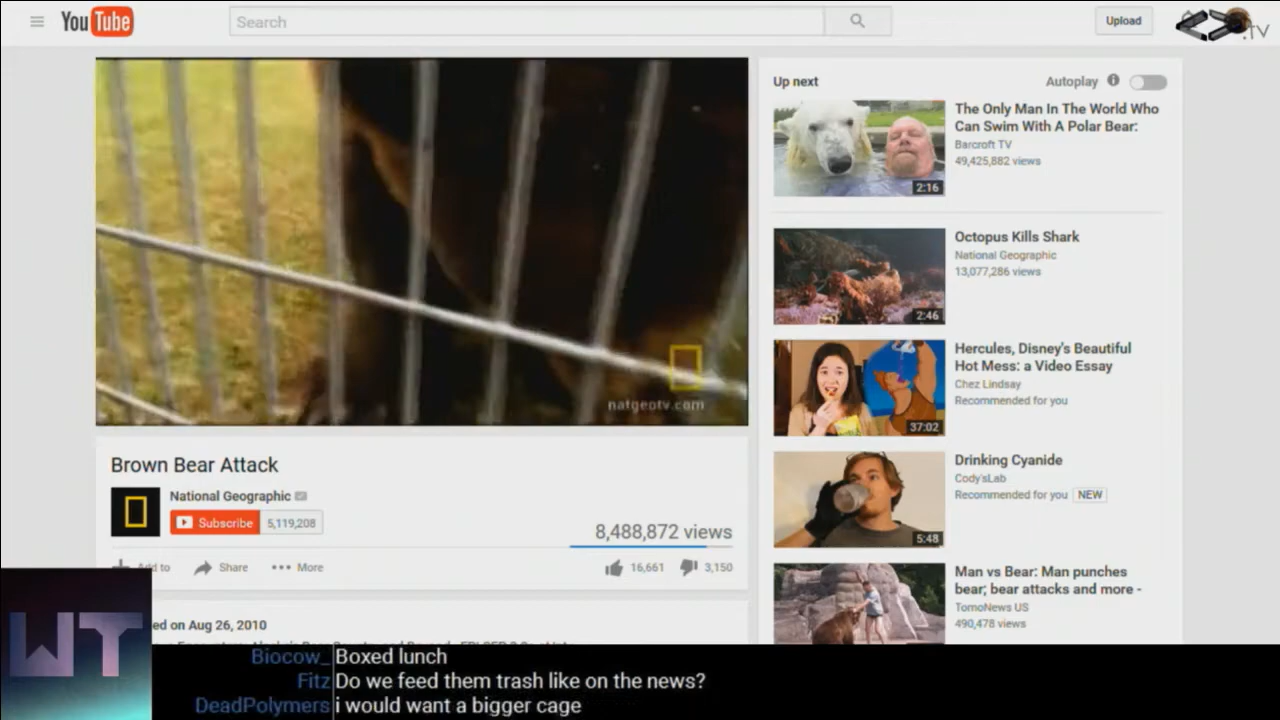 YouTube
Search
Upload
.TV
natgeotv.com
Brown Bear Attack
National Geographic
Subscribe 5,119,208
8,488,872 views
Add to Share More
16,661 3,150
ed on Aug 26, 2010
Up next
Autoplay
The Only Man In The World Who
Can Swim With A Polar Bear:
Barcroft TV
49,425,882 views
2:16
Octopus Kills Shark
National Geographic
13,077,286 views
2:46
Hercules, Disney's Beautiful
Hot Mess: a Video Essay
Chez Lindsay
Recommended for you
37:02
Drinking Cyanide
Cody'sLab
Recommended for you NEW
5:48
Man vs Bear: Man punches
bear; bear attacks and more -
TomoNews US
490,478 views
WT
Biocow_ Boxed lunch
Fitz Do we feed them trash like on the news?
DeadPolymers i would want a bigger cage